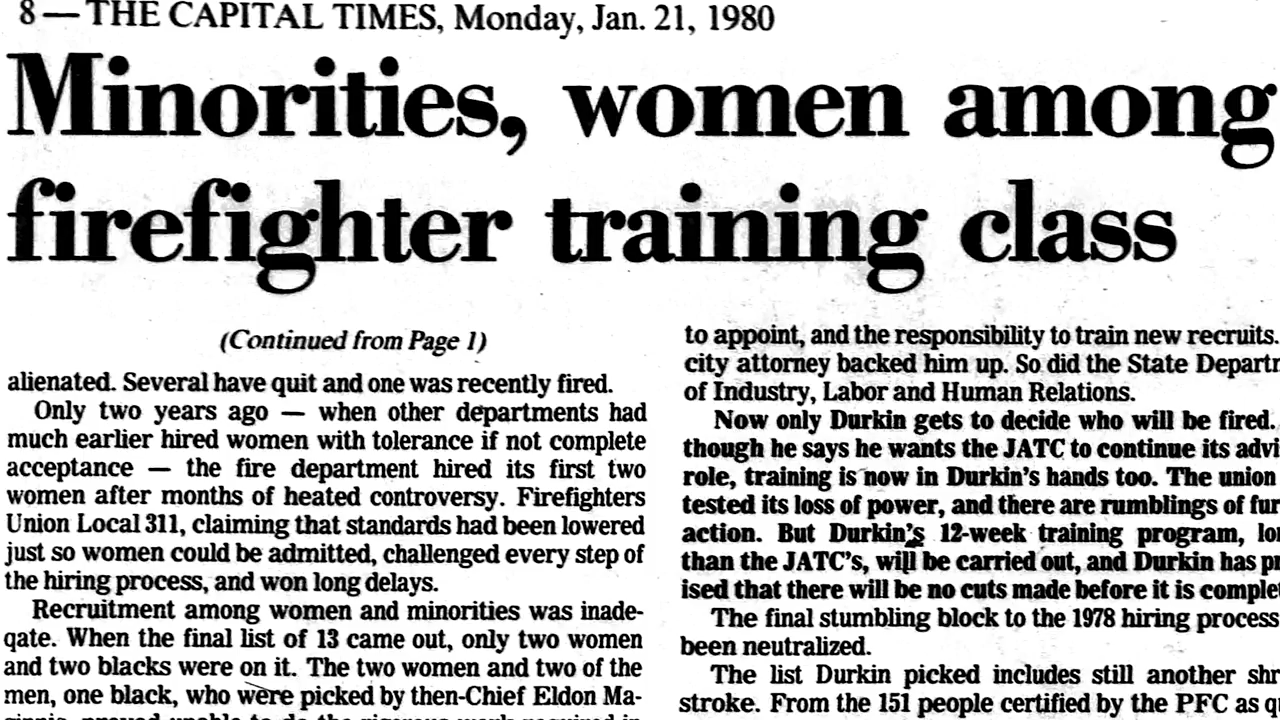 8—THE CAPITAL TIMES, Monday, Jan. 21, 1980
Minorities, women among
firefighter training class
(Continued from Page 1)
alienated. Several have quit and one was recently fired.
Only two years ago — when other departments had
much earlier hired women with tolerance if not complete
acceptance — the fire department hired its first two
women after months of heated controversy. Firefighters
Union Local 311, claiming that standards had been lowered
just so women could be admitted, challenged every step of
the hiring process, and won long delays.
Recruitment among women and minorities was inade-
qate. When the final list of 13 came out, only two women
and two blacks were on it. The two women and two of the
men, one black, who were picked by then-Chief Eldon Ma-
to appoint, and the responsibility to train new recruits.
city attorney backed him up. So did the State Departm
of Industry, Labor and Human Relations.
Now only Durkin gets to decide who will be fired.
though he says he wants the JATC to continue its advi
role, training is now in Durkin's hands too. The union
tested its loss of power, and there are rumblings of fur
action. But Durkin's 12-week training program, lon
than the JATC's, will be carried out, and Durkin has pr
ised that there will be no cuts made before it is complet
The final stumbling block to the 1978 hiring process
been neutralized.
The list Durkin picked includes still another shr
stroke. From the 151 people certified by the PFC as q